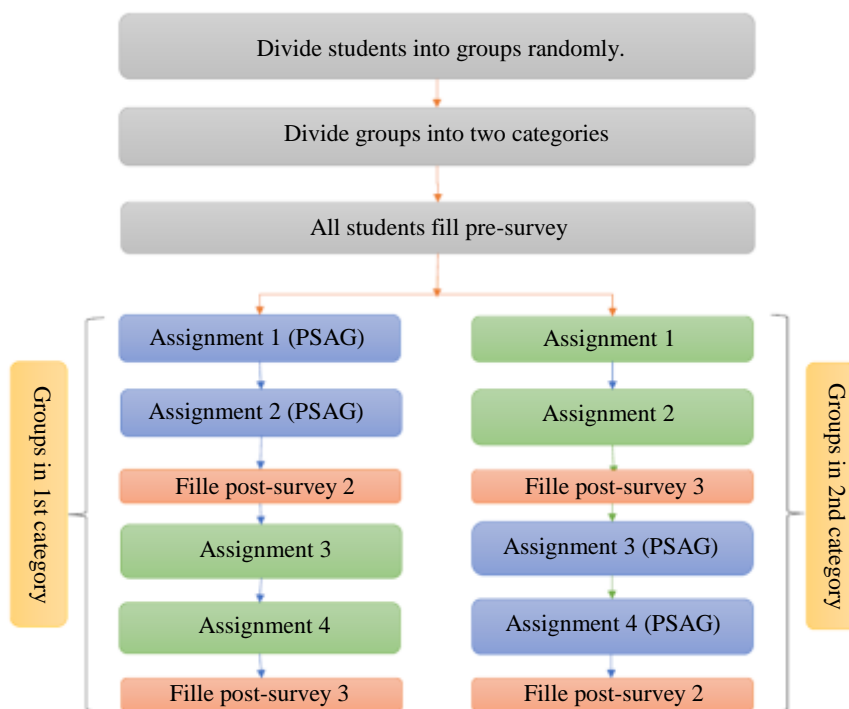 Divide students into groups randomly.
Divide groups into two categories
All students fill pre-survey
Groups in 1st category
Assignment 1 (PSAG)
Assignment 2 (PSAG)
Fille post-survey 2
Assignment 3
Assignment 4
Fille post-survey 3
Assignment 1
Assignment 2
Fille post-survey 3
Assignment 3 (PSAG)
Assignment 4 (PSAG)
Fille post-survey 2
Groups in 2nd category